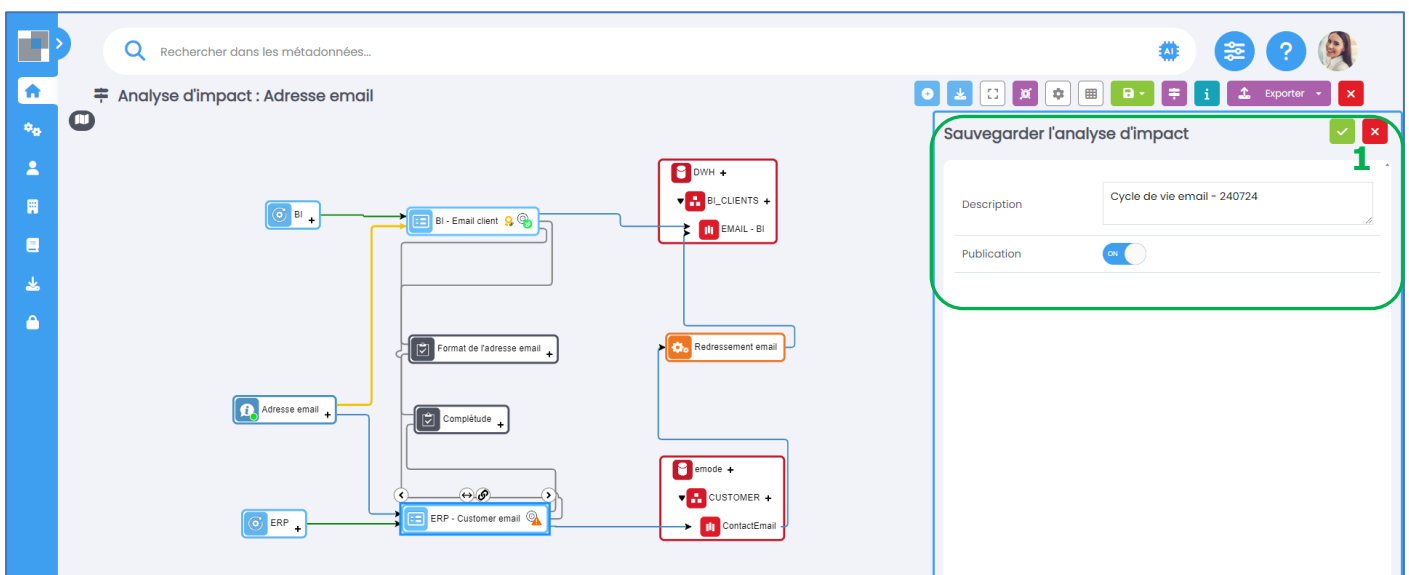 Rechercher dans les métadonnées...
AI
?
Analyse d'impact : Adresse email
i
Exporter
Sauvegarder l'analyse d'impact
1
Description
Cycle de vie email - 240724
Publication
ON
DWH +
BI_CLIENTS +
EMAIL - BI
BI +
BI - Email client
Format de l'adresse email +
Redressement email
Adresse email +
Complétude +
emode +
CUSTOMER +
ContactEmail
ERP - Customer email
ERP +